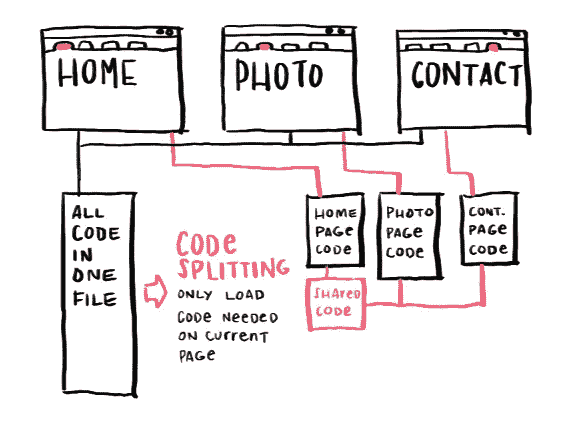 HOME
PHOTO
CONTACT
ALL
CODE
IN
ONE
FILE
CODE
SPLITTING
ONLY LOAD
CODE NEEDED
ON CURRENT
PAGE
HOME
PAGE
CODE
PHOTO
PAGE
CODE
CONT.
PAGE
CODE
SHARED
CODE